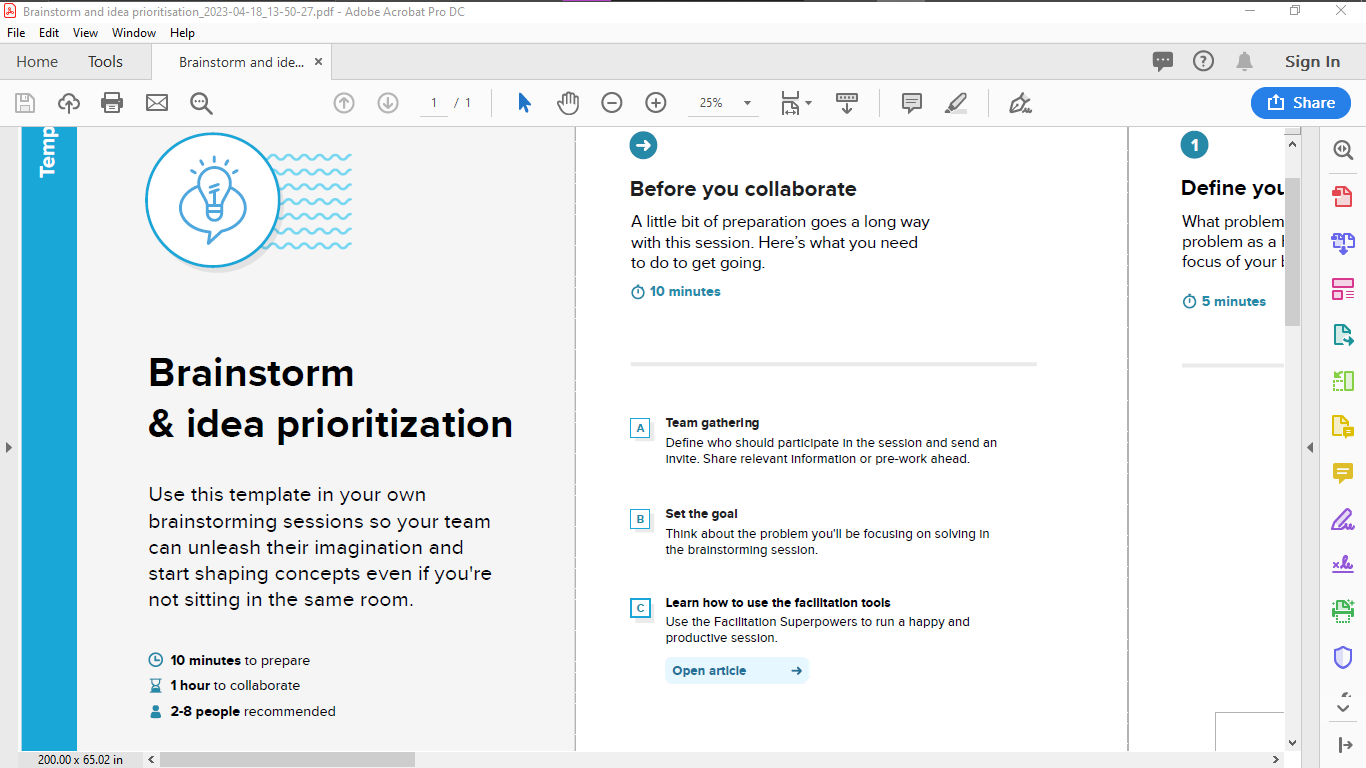 Brainstorm and idea prioritisation_2023-04-18_13-50-27.pdf - Adobe Acrobat Pro DC
File Edit View Window Help
Home Tools Brainstorm and ide... × Sign In
1 / 1 25% Share
Temp
Brainstorm
& idea prioritization
Use this template in your own
brainstorming sessions so your team
can unleash their imagination and
start shaping concepts even if you're
not sitting in the same room.
10 minutes to prepare
1 hour to collaborate
2-8 people recommended
Before you collaborate
A little bit of preparation goes a long way
with this session. Here’s what you need
to do to get going.
10 minutes
A Team gathering
Define who should participate in the session and send an
invite. Share relevant information or pre-work ahead.
B Set the goal
Think about the problem you'll be focusing on solving in
the brainstorming session.
C Learn how to use the facilitation tools
Use the Facilitation Superpowers to run a happy and
productive session.
Open article
1
Define you
What problem
problem as a
focus of your
5 minutes
200.00 x 65.02 in